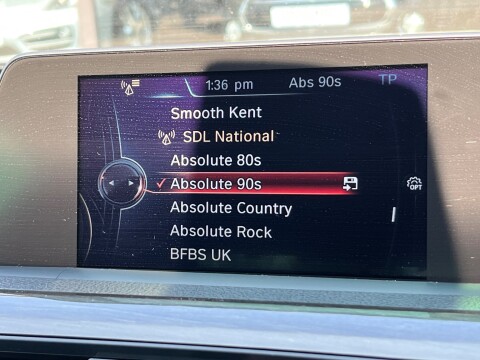 1:36 pm Abs 90s TP
Smooth Kent
SDL National
Absolute 80s
Absolute 90s
OPT
Absolute Country
Absolute Rock
BFBS UK